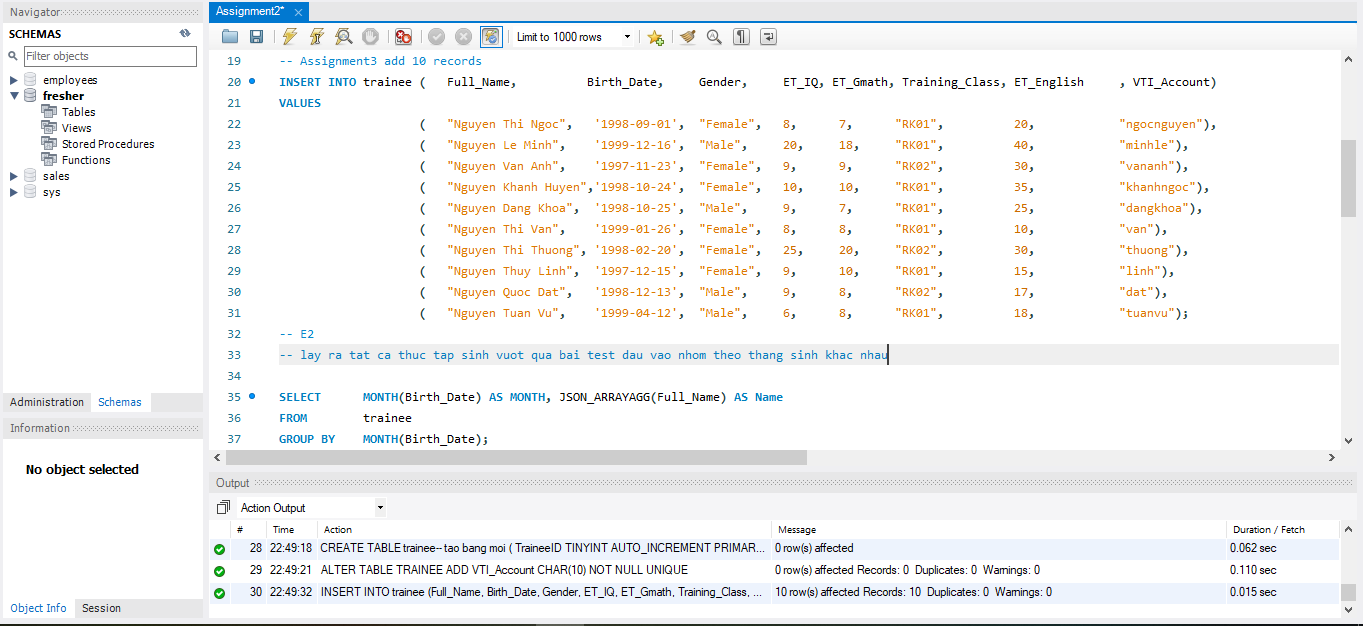 Navigator
SCHEMAS
Filter objects
employees
fresher
Tables
Views
Stored Procedures
Functions
sales
sys
Administration Schemas
Information
No object selected
Object Info Session
Assignment2*
Limit to 1000 rows
19 -- Assignment3 add 10 records
20 INSERT INTO trainee ( Full_Name, Birth_Date, Gender, ET_IQ, ET_Gmath, Training_Class, ET_English , VTI_Account)
21 VALUES
22 ( "Nguyen Thi Ngoc", '1998-09-01', "Female", 8, 7, "RK01", 20, "ngocnguyen"),
23 ( "Nguyen Le Minh", '1999-12-16', "Male", 20, 18, "RK01", 40, "minhle"),
24 ( "Nguyen Van Anh", '1997-11-23', "Female", 9, 9, "RK02", 30, "vananh"),
25 ( "Nguyen Khanh Huyen",'1998-10-24', "Female", 10, 10, "RK01", 35, "khanhngoc"),
26 ( "Nguyen Dang Khoa", '1998-10-25', "Male", 9, 7, "RK01", 25, "dangkhoa"),
27 ( "Nguyen Thi Van", '1999-01-26', "Female", 8, 8, "RK01", 10, "van"),
28 ( "Nguyen Thi Thuong", '1998-02-20', "Female", 25, 20, "RK02", 30, "thuong"),
29 ( "Nguyen Thuy Linh", '1997-12-15', "Female", 9, 10, "RK01", 15, "linh"),
30 ( "Nguyen Quoc Dat", '1998-12-13', "Male", 9, 8, "RK02", 17, "dat"),
31 ( "Nguyen Tuan Vu", '1999-04-12', "Male", 6, 8, "RK01", 18, "tuanvu");
32 -- E2
33 -- lay ra tat ca thuc tap sinh vuot qua bai test dau vao nhom theo thang sinh khac nhau
34
35 SELECT MONTH(Birth_Date) AS MONTH, JSON_ARRAYAGG(Full_Name) AS Name
36 FROM trainee
37 GROUP BY MONTH(Birth_Date);
Output
Action Output
# Time Action Message Duration / Fetch
28 22:49:18 CREATE TABLE trainee-- tao bang moi ( TraineeID TINYINT AUTO_INCREMENT PRIMAR... 0 row(s) affected 0.062 sec
29 22:49:21 ALTER TABLE TRAINEE ADD VTI_Account CHAR(10) NOT NULL UNIQUE 0 row(s) affected Records: 0 Duplicates: 0 Warnings: 0 0.110 sec
30 22:49:32 INSERT INTO trainee (Full_Name, Birth_Date, Gender, ET_IQ, ET_Gmath, Training_Class, ... 10 row(s) affected Records: 10 Duplicates: 0 Warnings: 0 0.015 sec